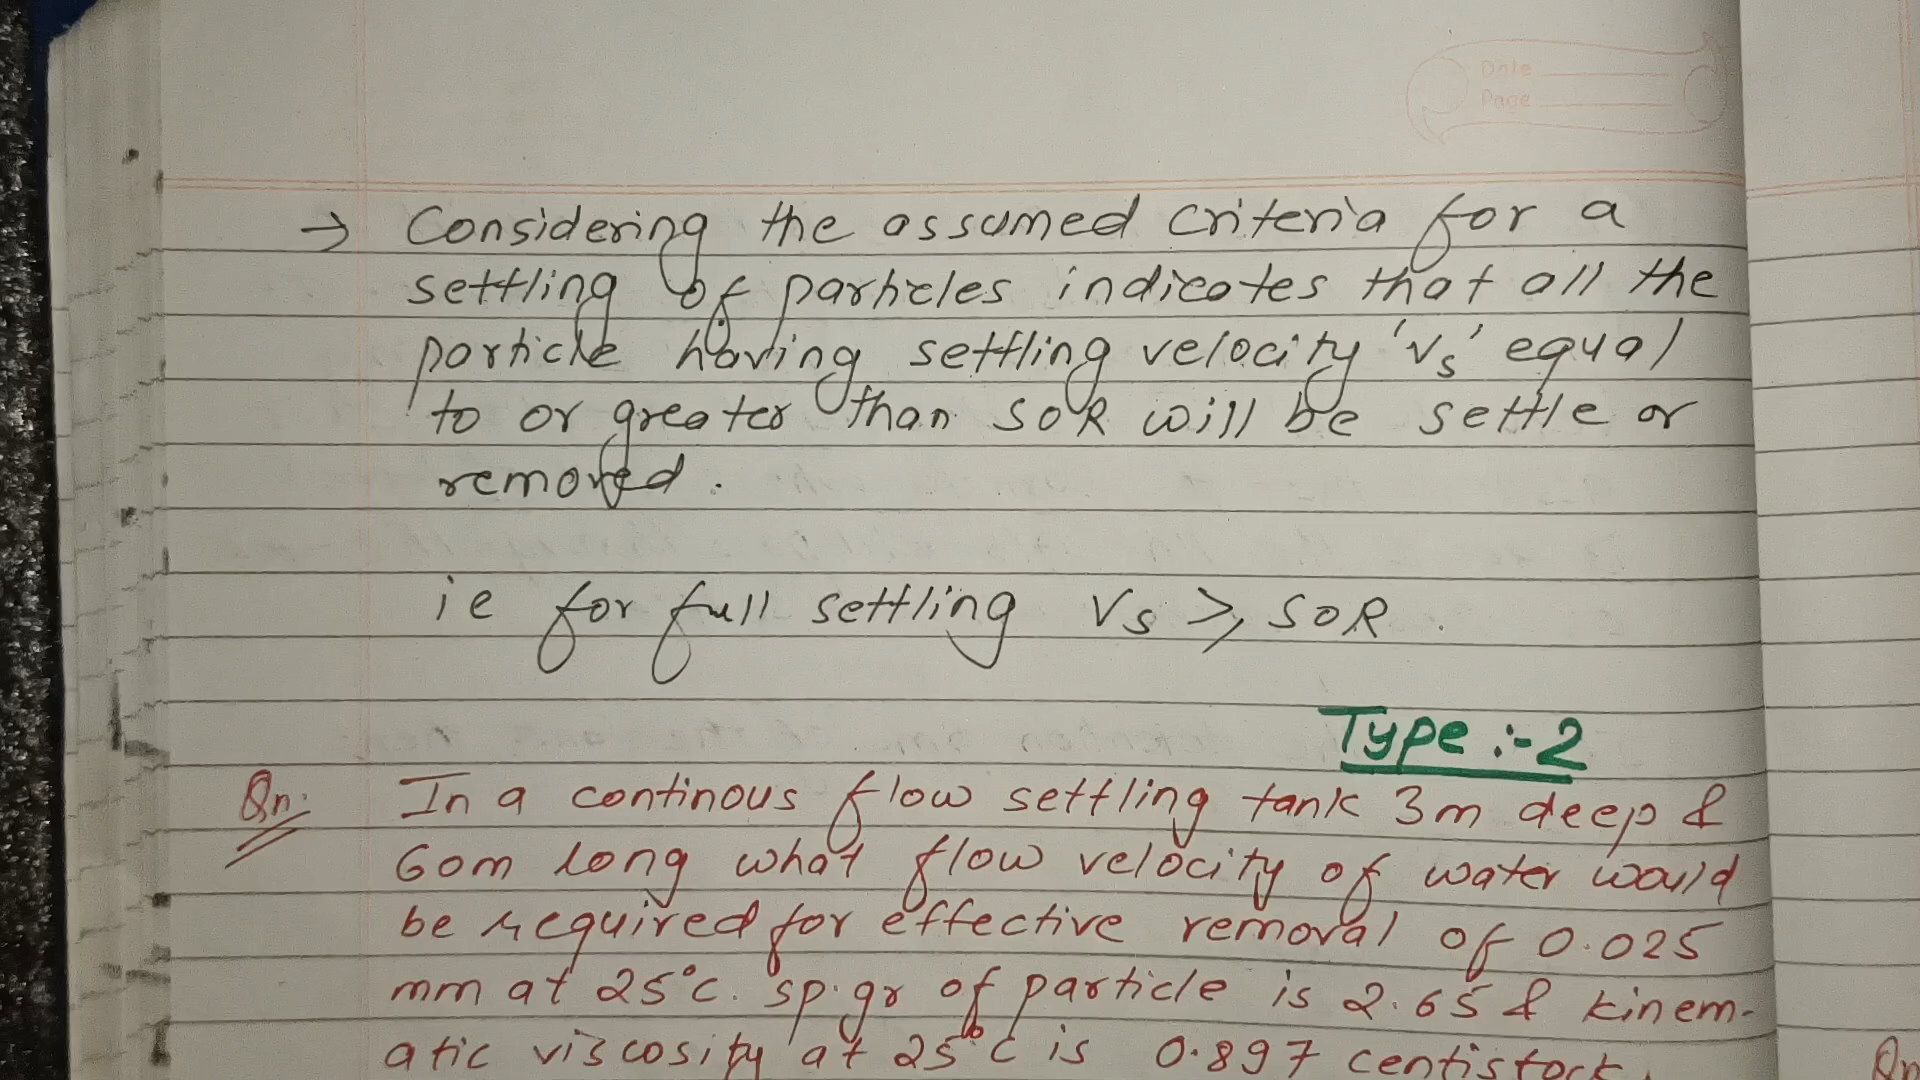 Date
Page
→ Considering the assumed criteria for a
settling of particles indicates that all the
particle having settling velocity 'Vs' equal
to or greater than SOR will be settle or
removed.
ie for full settling Vs ≥ SOR.
Type :- 2
Qn: In a continous flow settling tank 3m deep &
60m long what flow velocity of water would
be required for effective removal of 0.025
mm at 25°c. sp.gr of particle is 2.65 & kinem-
atic viscosity at 25°c is 0.897 centistock.
Qn